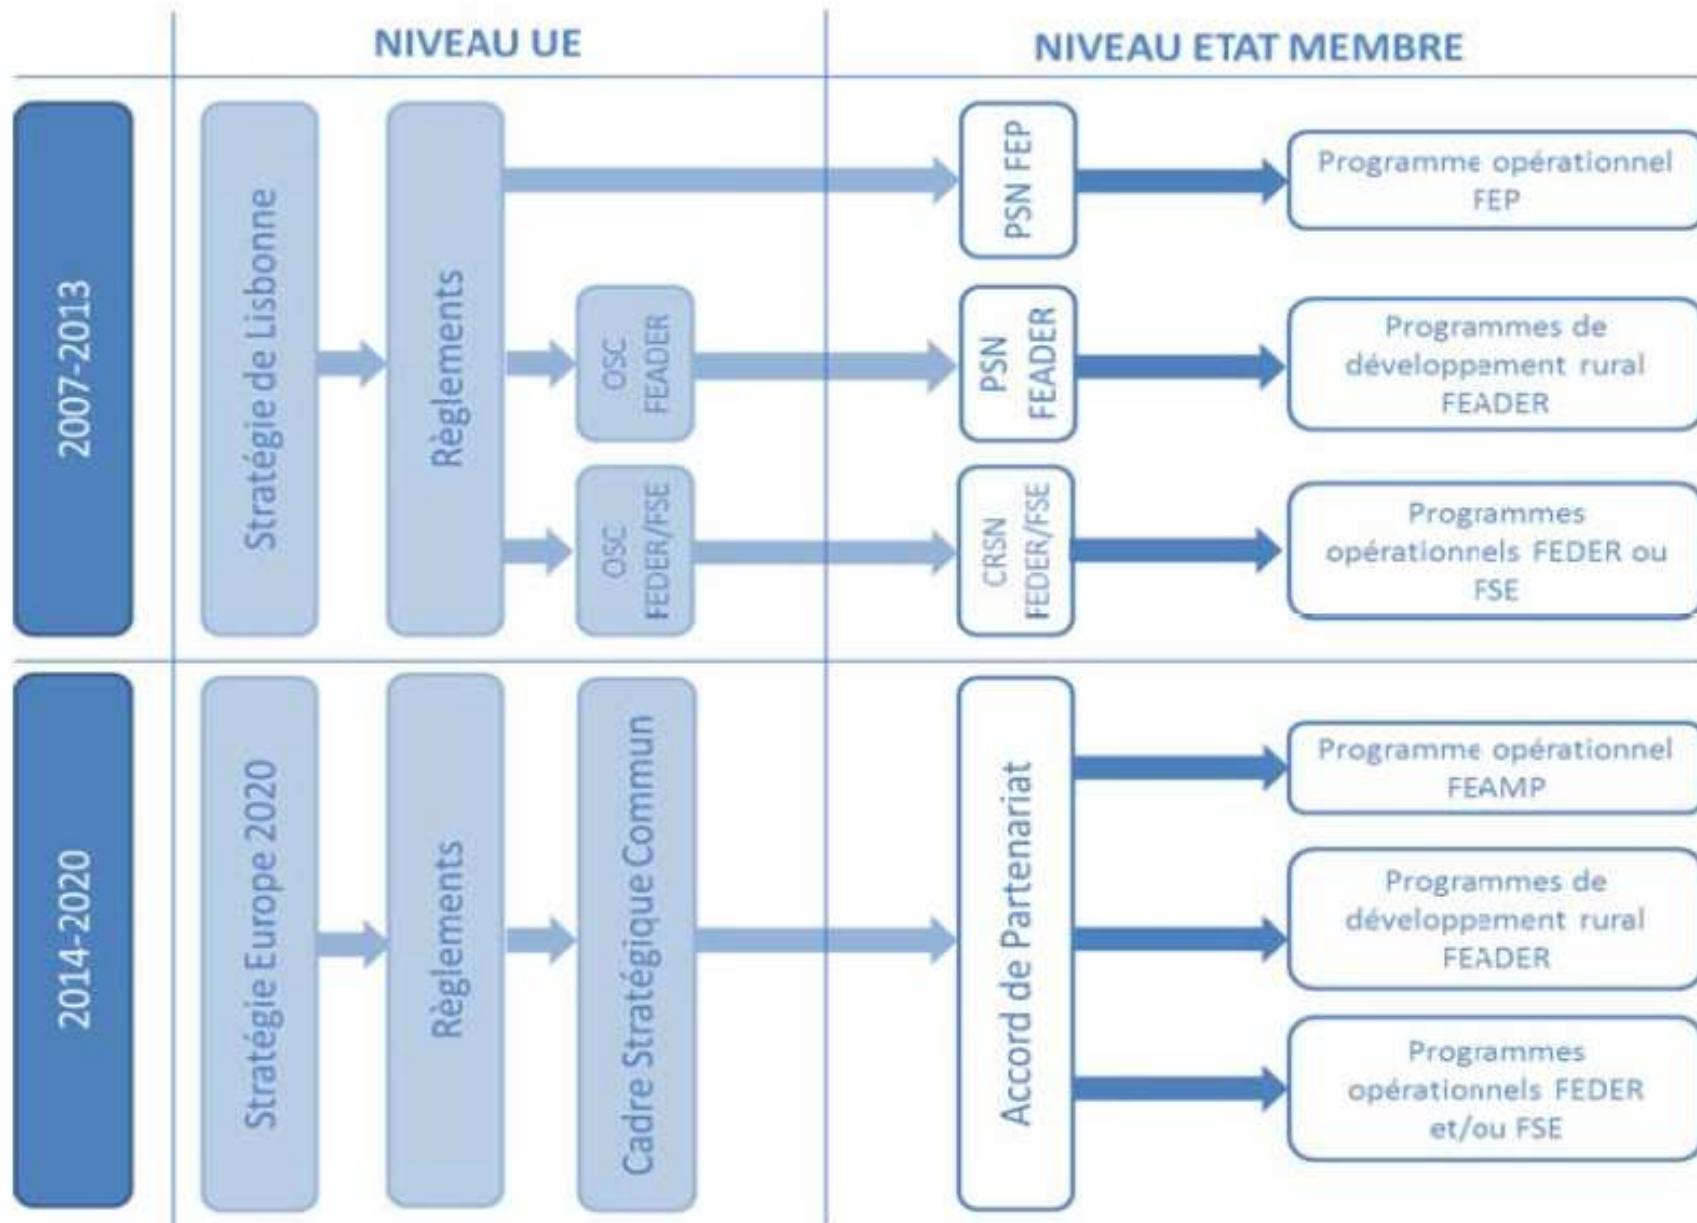 NIVEAU UE
NIVEAU ETAT MEMBRE
2007-2013
Stratégie de Lisbonne
Règlements
OSC
FEADER
OSC
FEDER/FSE
PSN FEP
PSN
FEADER
CRSN
FEDER/FSE
Programme opérationnel
FEP
Programmes de
développement rural
FEADER
Programmes
opérationnels FEDER ou
FSE
2014-2020
Stratégie Europe 2020
Règlements
Cadre Stratégique Commun
Accord de Partenariat
Programme opérationnel
FEAMP
Programmes de
développement rural
FEADER
Programmes
opérationnels FEDER
et/ou FSE